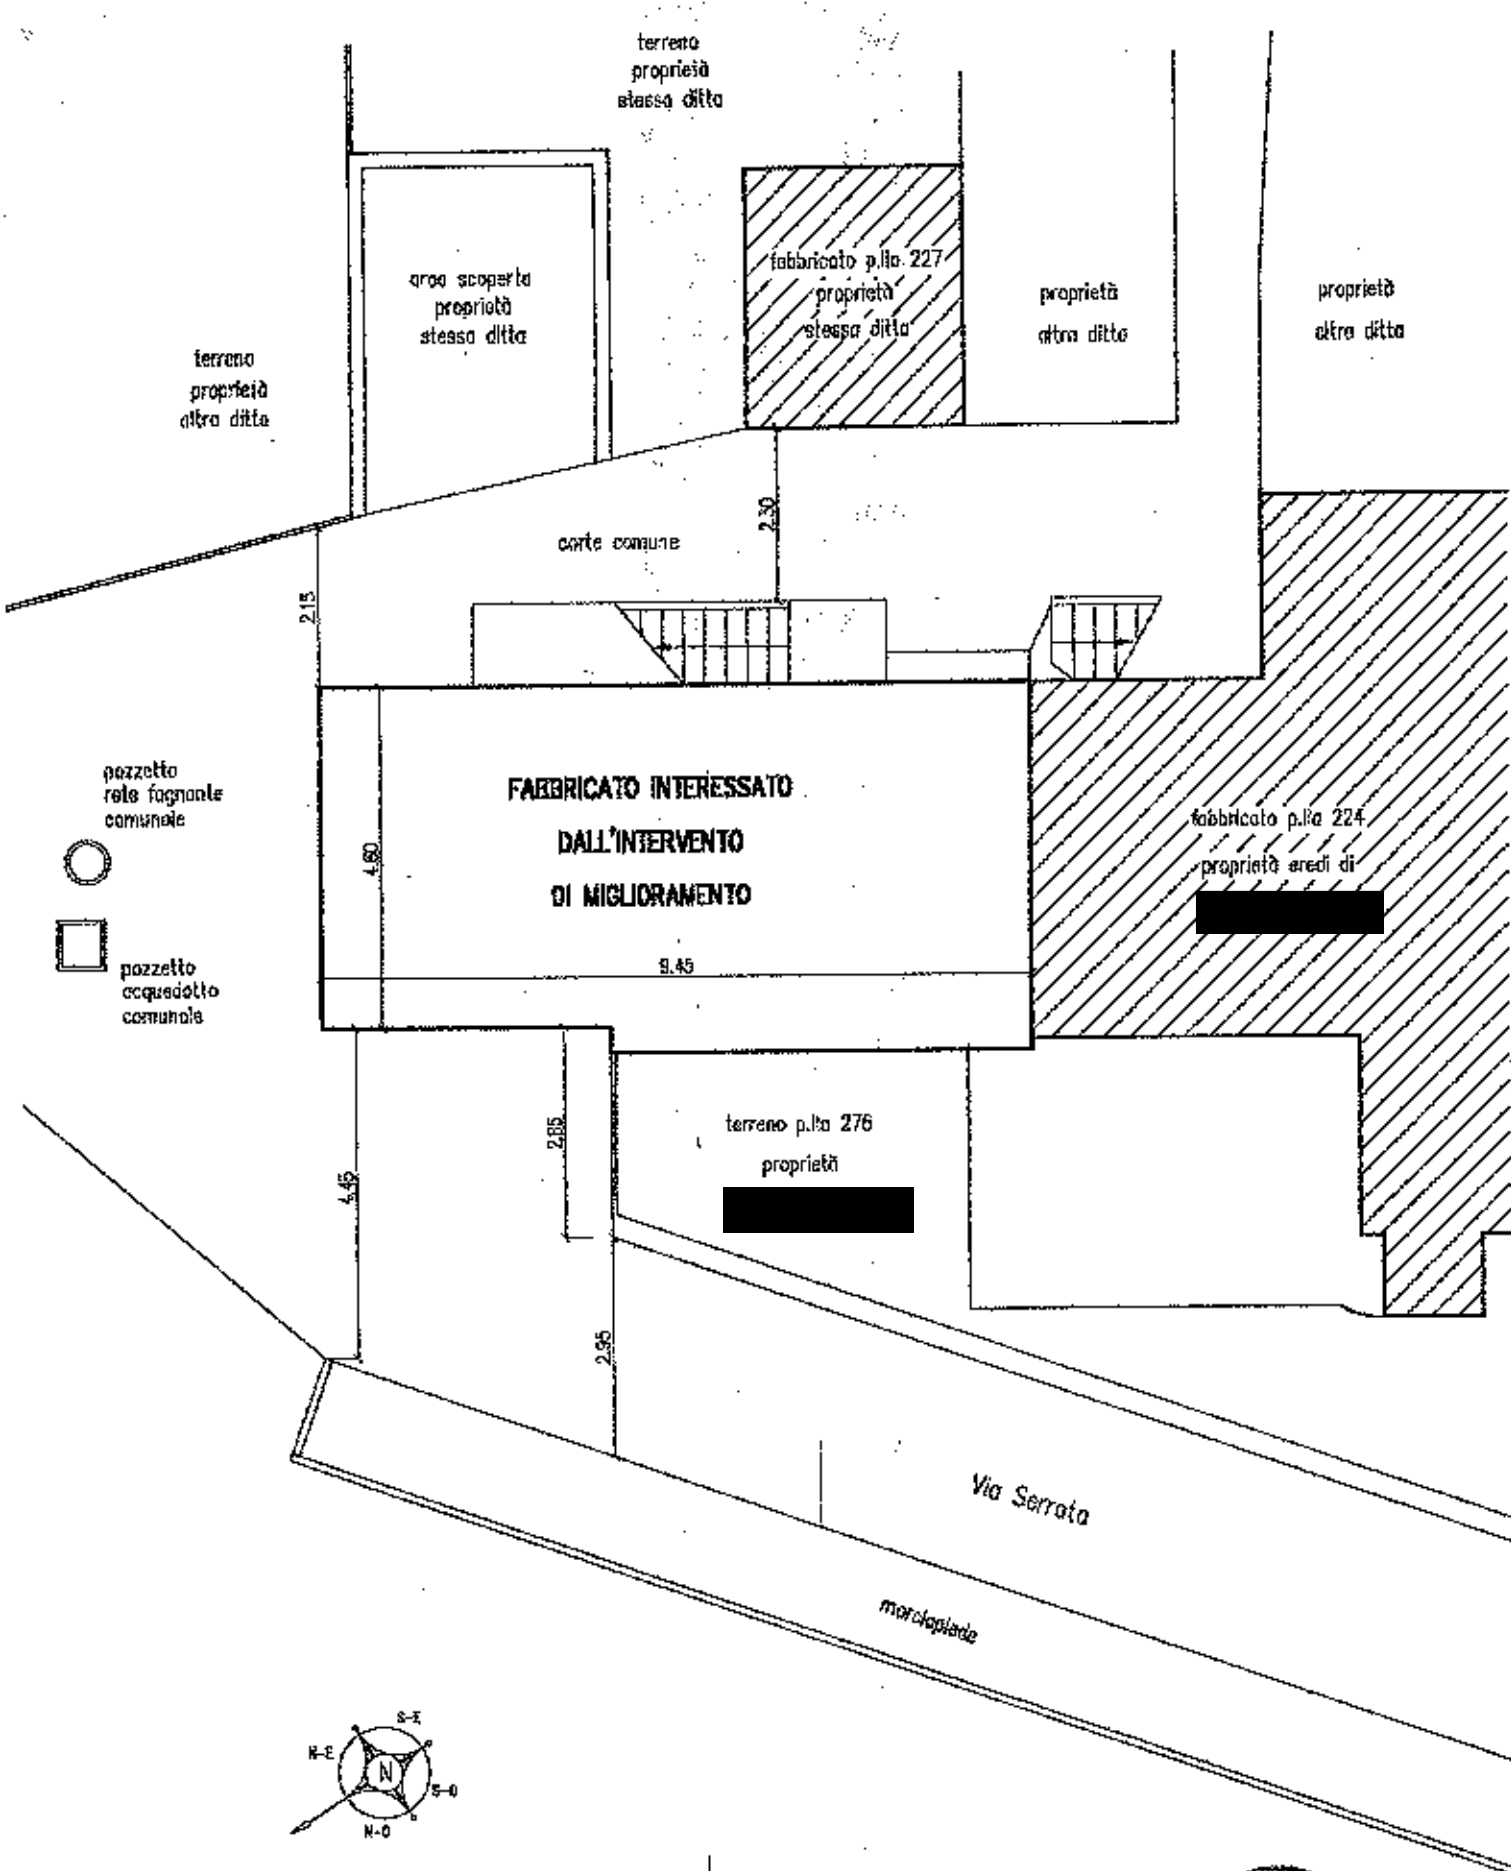 terreno
proprietà
stessa ditta
area scoperta
proprietà
stessa ditta
fabbricato p.lla 227
proprietà
stessa ditta
proprietà
altra ditta
proprietà
altra ditta
terreno
proprietà
altra ditta
2.30
corte comune
2.15
pozzetto
rete fognante
comunale
FABBRICATO INTERESSATO
DALL'INTERVENTO
DI MIGLIORAMENTO
4.60
9.45
fabbricato p.lla 224
proprietà eredi di
pozzetto
acquedotto
comunale
terreno p.lla 276
proprietà
2.85
4.45
2.95
Via Serrata
marciapiede
S-E
N-E
N
S-O
N-O